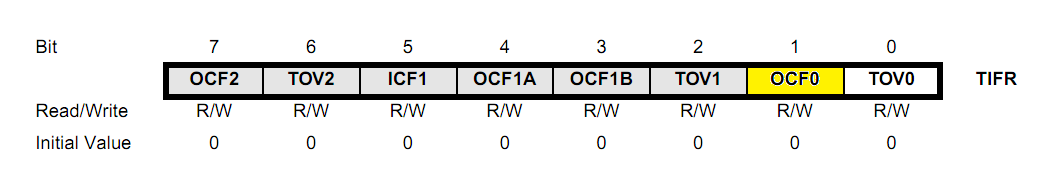 Bit 7 6 5 4 3 2 1 0
OCF2 TOV2 ICF1 OCF1A OCF1B TOV1 OCF0 TOV0 TIFR
Read/Write R/W R/W R/W R/W R/W R/W R/W R/W
Initial Value 0 0 0 0 0 0 0 0